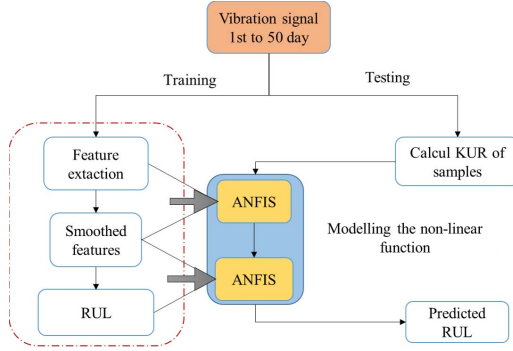 Vibration signal
1st to 50 day
Training
Testing
Feature
extaction
Calcul KUR of
samples
ANFIS
Smoothed
features
Modelling the non-linear
function
ANFIS
RUL
Predicted
RUL